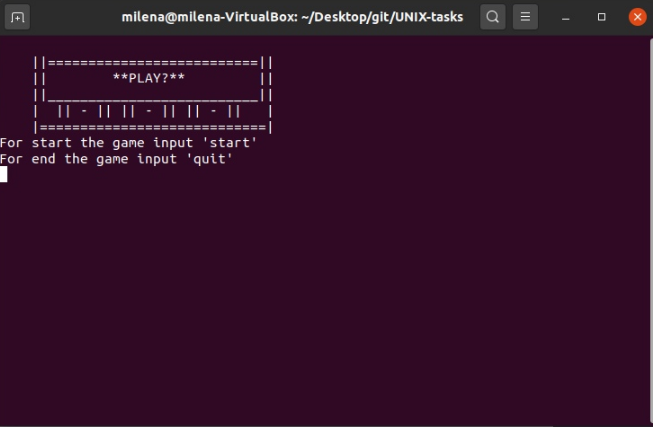 milena@milena-VirtualBox: ~/Desktop/git/UNIX-tasks
||==========================||
||        **PLAY?**         ||
||__________________________||
|  || - || || - || || - ||   |
|============================|
For start the game input 'start'
For end the game input 'quit'